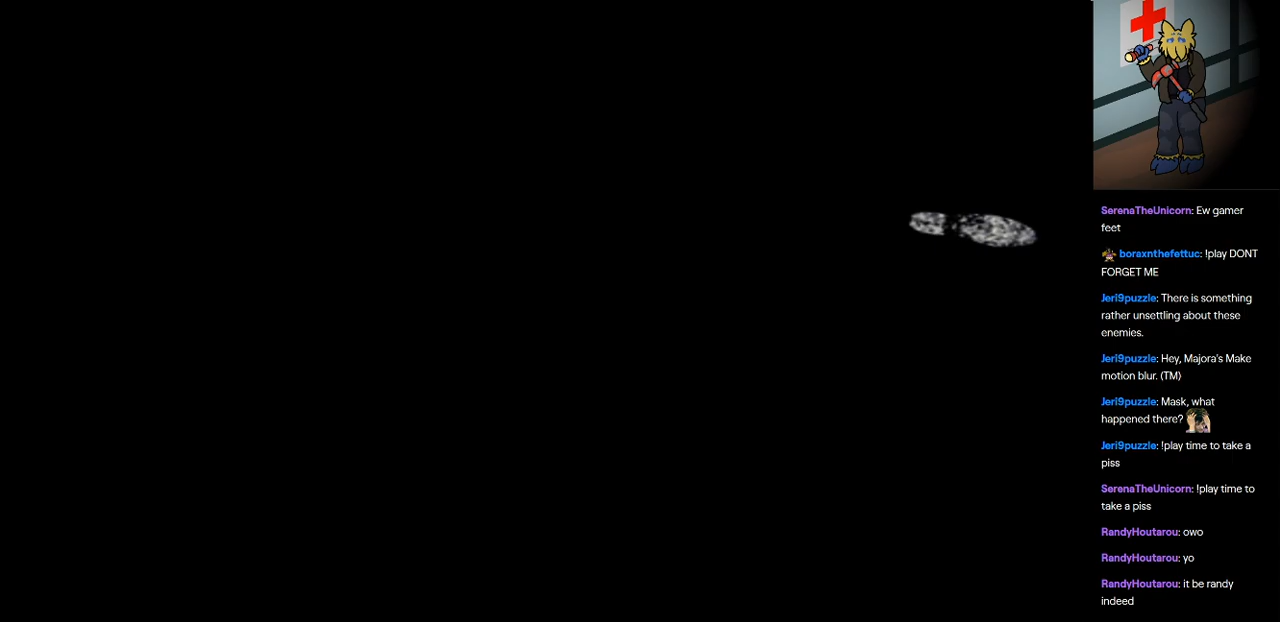 SerenaTheUnicorn: Ew gamer
feet
boraxnthefettuc: !play DONT
FORGET ME
Jeri9puzzle: There is something
rather unsettling about these
enemies.
Jeri9puzzle: Hey, Majora's Make
motion blur. (TM)
Jeri9puzzle: Mask, what
happened there?
Jeri9puzzle: !play time to take a
piss
SerenaTheUnicorn: !play time to
take a piss
RandyHoutarou: owo
RandyHoutarou: yo
RandyHoutarou: it be randy
indeed